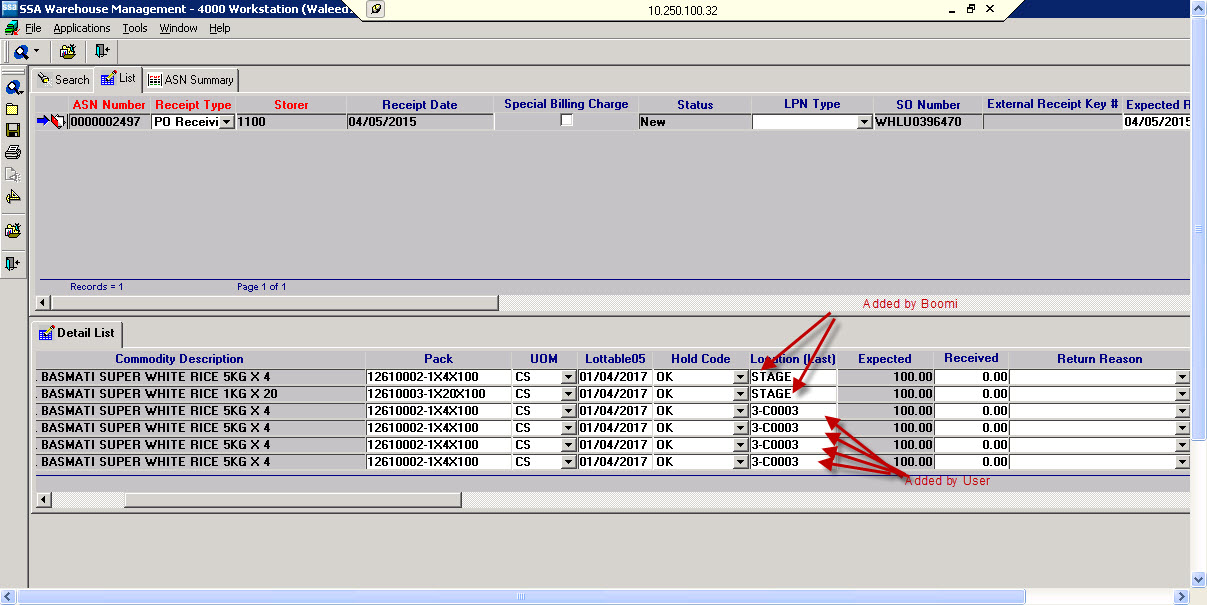 SSA Warehouse Management - 4000 Workstation (Waleed.
10.250.100.32
File Applications Tools Window Help
Search List ASN Summary
ASN Number Receipt Type Storer Receipt Date Special Billing Charge Status LPN Type SO Number External Receipt Key # Expected R
0000002497 PO Receivi 1100 04/05/2015 New WHLU0396470 04/05/2015
Records = 1 Page 1 of 1
Added by Boomi
Detail List
Commodity Description Pack UOM Lottable05 Hold Code Location (Last) Expected Received Return Reason
. BASMATI SUPER WHITE RICE 5KG X 4 12610002-1X4X100 CS 01/04/2017 OK STAGE 100.00 0.00
. BASMATI SUPER WHITE RICE 1KG X 20 12610003-1X20X100 CS 01/04/2017 OK STAGE 100.00 0.00
. BASMATI SUPER WHITE RICE 5KG X 4 12610002-1X4X100 CS 01/04/2017 OK 3-C0003 100.00 0.00
. BASMATI SUPER WHITE RICE 5KG X 4 12610002-1X4X100 CS 01/04/2017 OK 3-C0003 100.00 0.00
. BASMATI SUPER WHITE RICE 5KG X 4 12610002-1X4X100 CS 01/04/2017 OK 3-C0003 100.00 0.00
. BASMATI SUPER WHITE RICE 5KG X 4 12610002-1X4X100 CS 01/04/2017 OK 3-C0003 100.00 0.00
Added by User